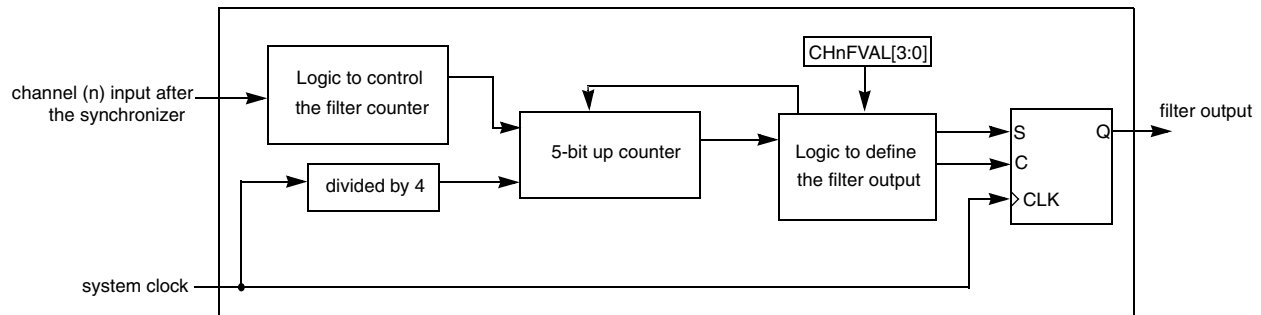 CHnFVAL[3:0]
channel (n) input after
the synchronizer
Logic to control
the filter counter
5-bit up counter
Logic to define
the filter output
S
Q
C
CLK
filter output
divided by 4
system clock